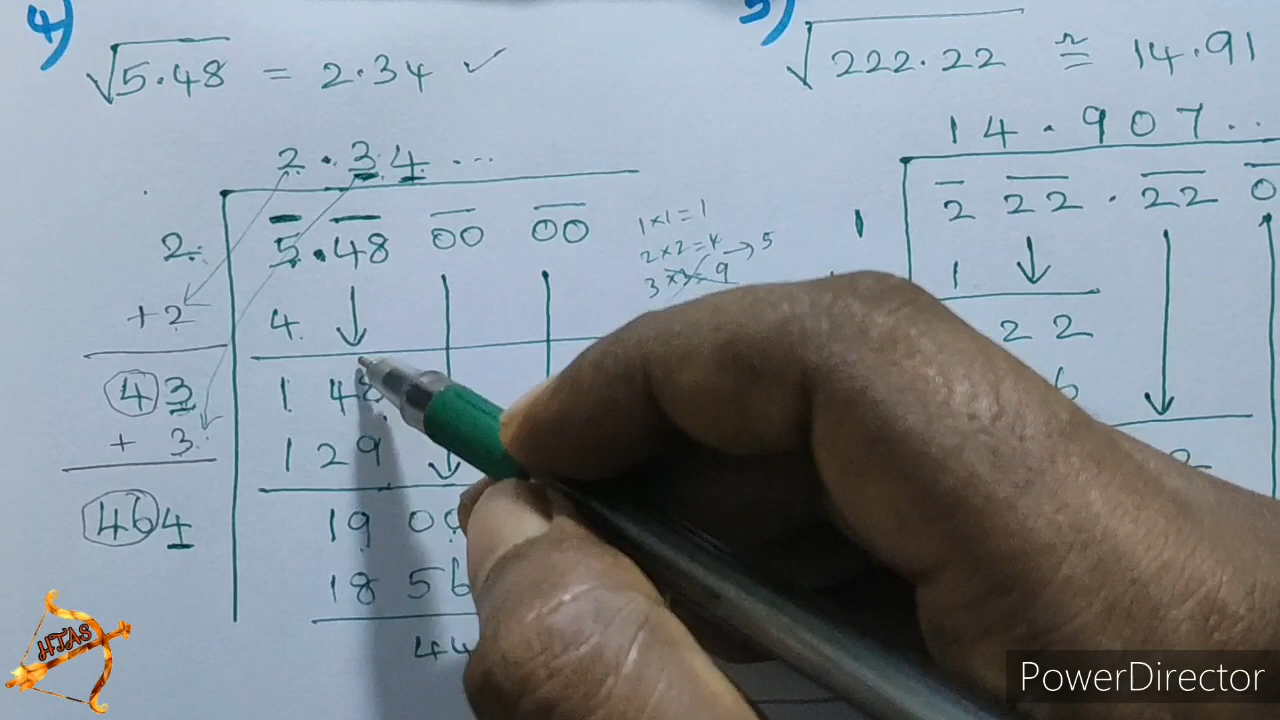 4)
√5.48 = 2.34 ✓
2.34 ...
2. 5.48 00 00
+2 4
43 1 48
+ 3 129
464 19 00
18 56
44
1×1=1
2×2=4 → 5
3×3=9
5)
√222.22 ≅ 14.91
14.907..
1 2 22.22 0
1
22
6
2
HTAS
PowerDirector